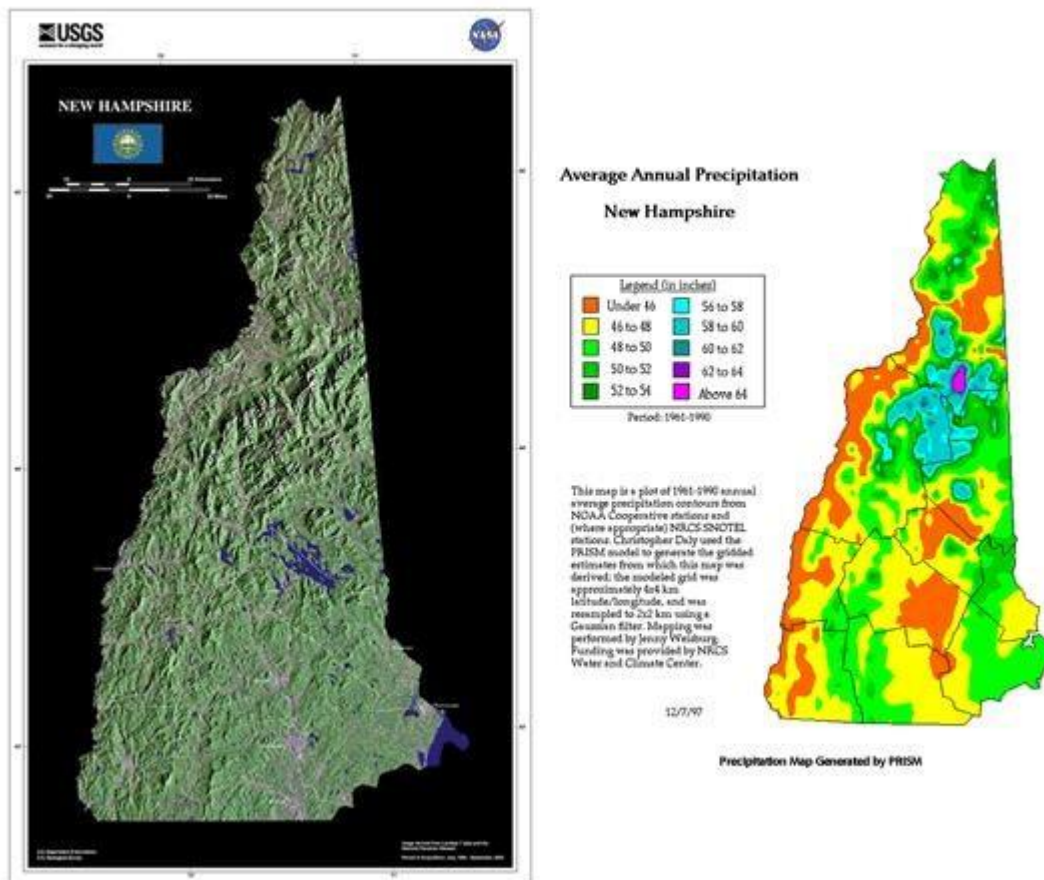 USGS
NASA
NEW HAMPSHIRE
Average Annual Precipitation
New Hampshire
Legend (in inches)
Under 46
46 to 48
48 to 50
50 to 52
52 to 54
56 to 58
58 to 60
60 to 62
62 to 64
Above 64
Period: 1961-1990
This map is a plot of 1961-1990 annual
average precipitation contours from
NOAA Cooperative stations and
(where appropriate) NRCS SNOTEL
stations. Christopher Daly used the
PRISM model to generate the gridded
estimates from which this map was
derived; the modeled grid was
approximately 4x4 km
latitude/longitude, and was
resampled to 2x2 km using a
Gaussian filter. Mapping was
performed by Jenny Weisburg.
Funding was provided by NRCS
Water and Climate Center.
12/7/97
Precipitation Map Generated by PRISM